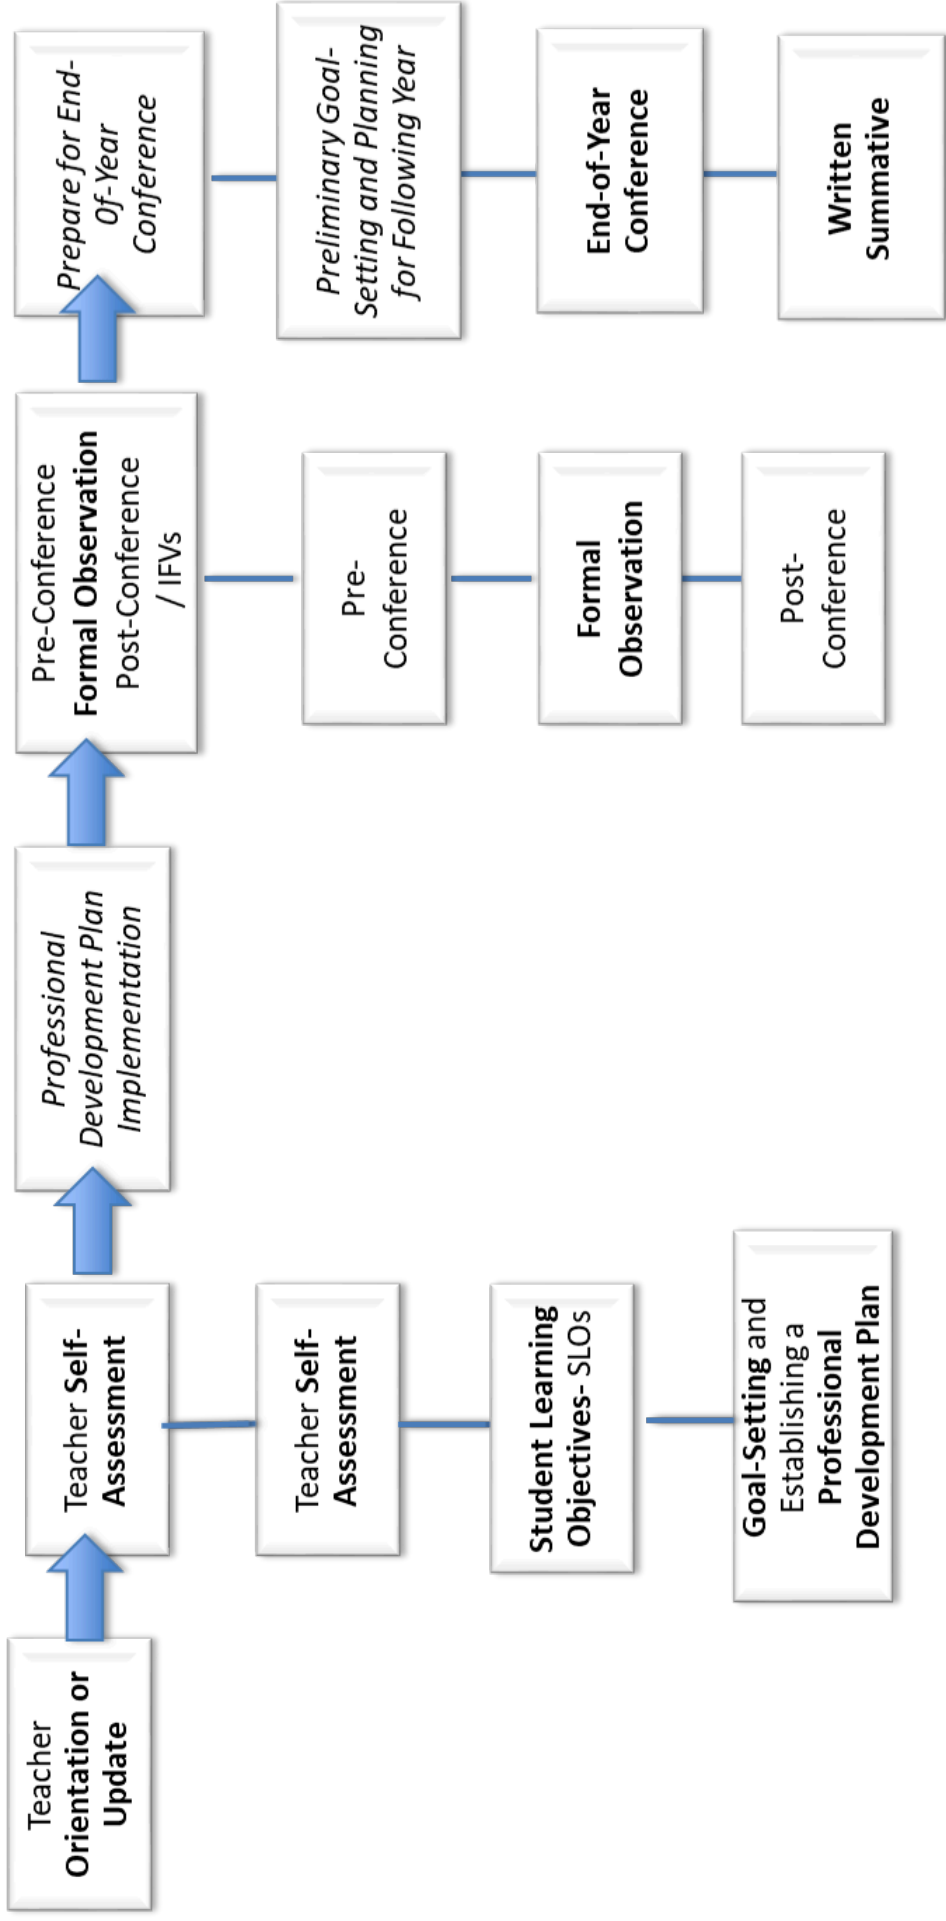 Teacher
Orientation or
Update
Teacher Self-
Assessment
Teacher Self-
Assessment
Student Learning
Objectives- SLOs
Goal-Setting and
Establishing a
Professional
Development Plan
Professional
Development Plan
Implementation
Pre-Conference
Formal Observation
Post-Conference
/ IFVs
Pre-
Conference
Formal
Observation
Post-
Conference
Prepare for End-
Of-Year
Conference
Preliminary Goal-
Setting and Planning
for Following Year
End-of-Year
Conference
Written
Summative